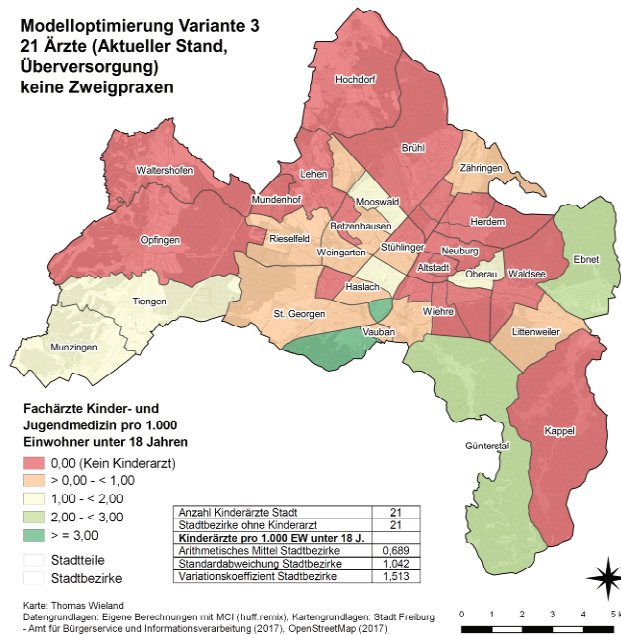 Modelloptimierung Variante 3
21 Ärzte (Aktueller Stand,
Überversorgung)
keine Zweigpraxen
Hochdorf
Brühl
Zähringen
Lehen
Waltershofen
Mundenhof
Mooswald
Herdern
Betzenhausen
Opfingen
Rieselfeld
Stühlinger
Neuburg
Weingarten
Ebnet
Altstadt
Oberau
Waldsee
Haslach
Tiengen
St. Georgen
Wiehre
Vauban
Littenweiler
Munzingen
Kappel
Günterstal
Fachärzte Kinder- und
Jugendmedizin pro 1.000
Einwohner unter 18 Jahren
0,00 (Kein Kinderarzt)
> 0,00 - < 1,00
1,00 - < 2,00
2,00 - < 3,00
> = 3,00
Stadtteile
Stadtbezirke
Anzahl Kinderärzte Stadt 21
Stadtbezirke ohne Kinderarzt 21
Kinderärzte pro 1.000 EW unter 18 J.
Arithmetisches Mittel Stadtbezirke 0,689
Standardabweichung Stadtbezirke 1.042
Variationskoeffizient Stadtbezirke 1,513
Karte: Thomas Wieland
Datengrundlagen: Eigene Berechnungen mit MCI (huff.remix), Kartengrundlagen: Stadt Freiburg
- Amt für Bürgerservice und Informationsverarbeitung (2017), OpenStreetMap (2017)
0 1 2 3 4 5 k